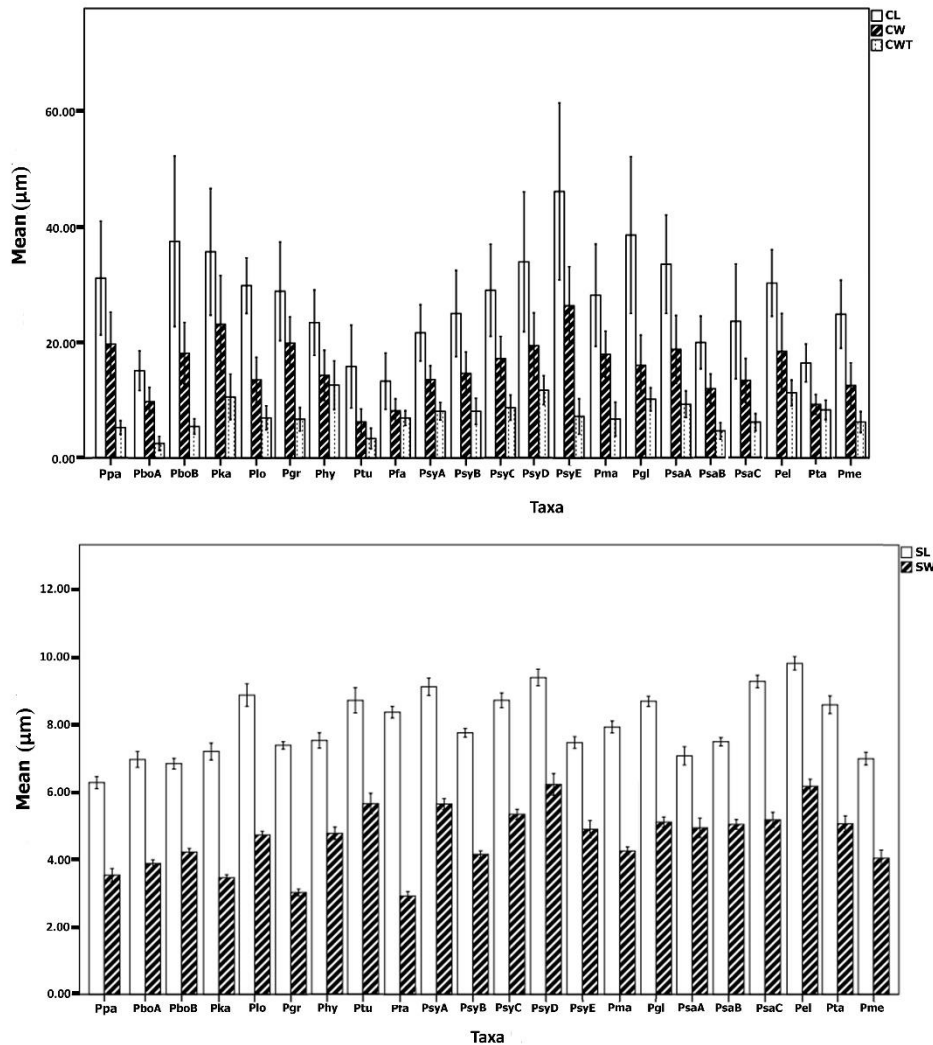 CL
CW
CWT
Mean (µm)
60.00
40.00
20.00
0.00
Ppa PboA PboB Pka Plo Pgr Phy Ptu Pfa PsyA PsyB PsyC PsyD PsyE Pma Pgl PsaA PsaB PsaC Pel Pta Pme
Taxa
SL
SW
Mean (µm)
12.00
10.00
8.00
6.00
4.00
2.00
0.00
Ppa PboA PboB Pka Plo Pgr Phy Ptu Pfa PsyA PsyB PsyC PsyD PsyE Pma Pgl PsaA PsaB PsaC Pel Pta Pme
Taxa